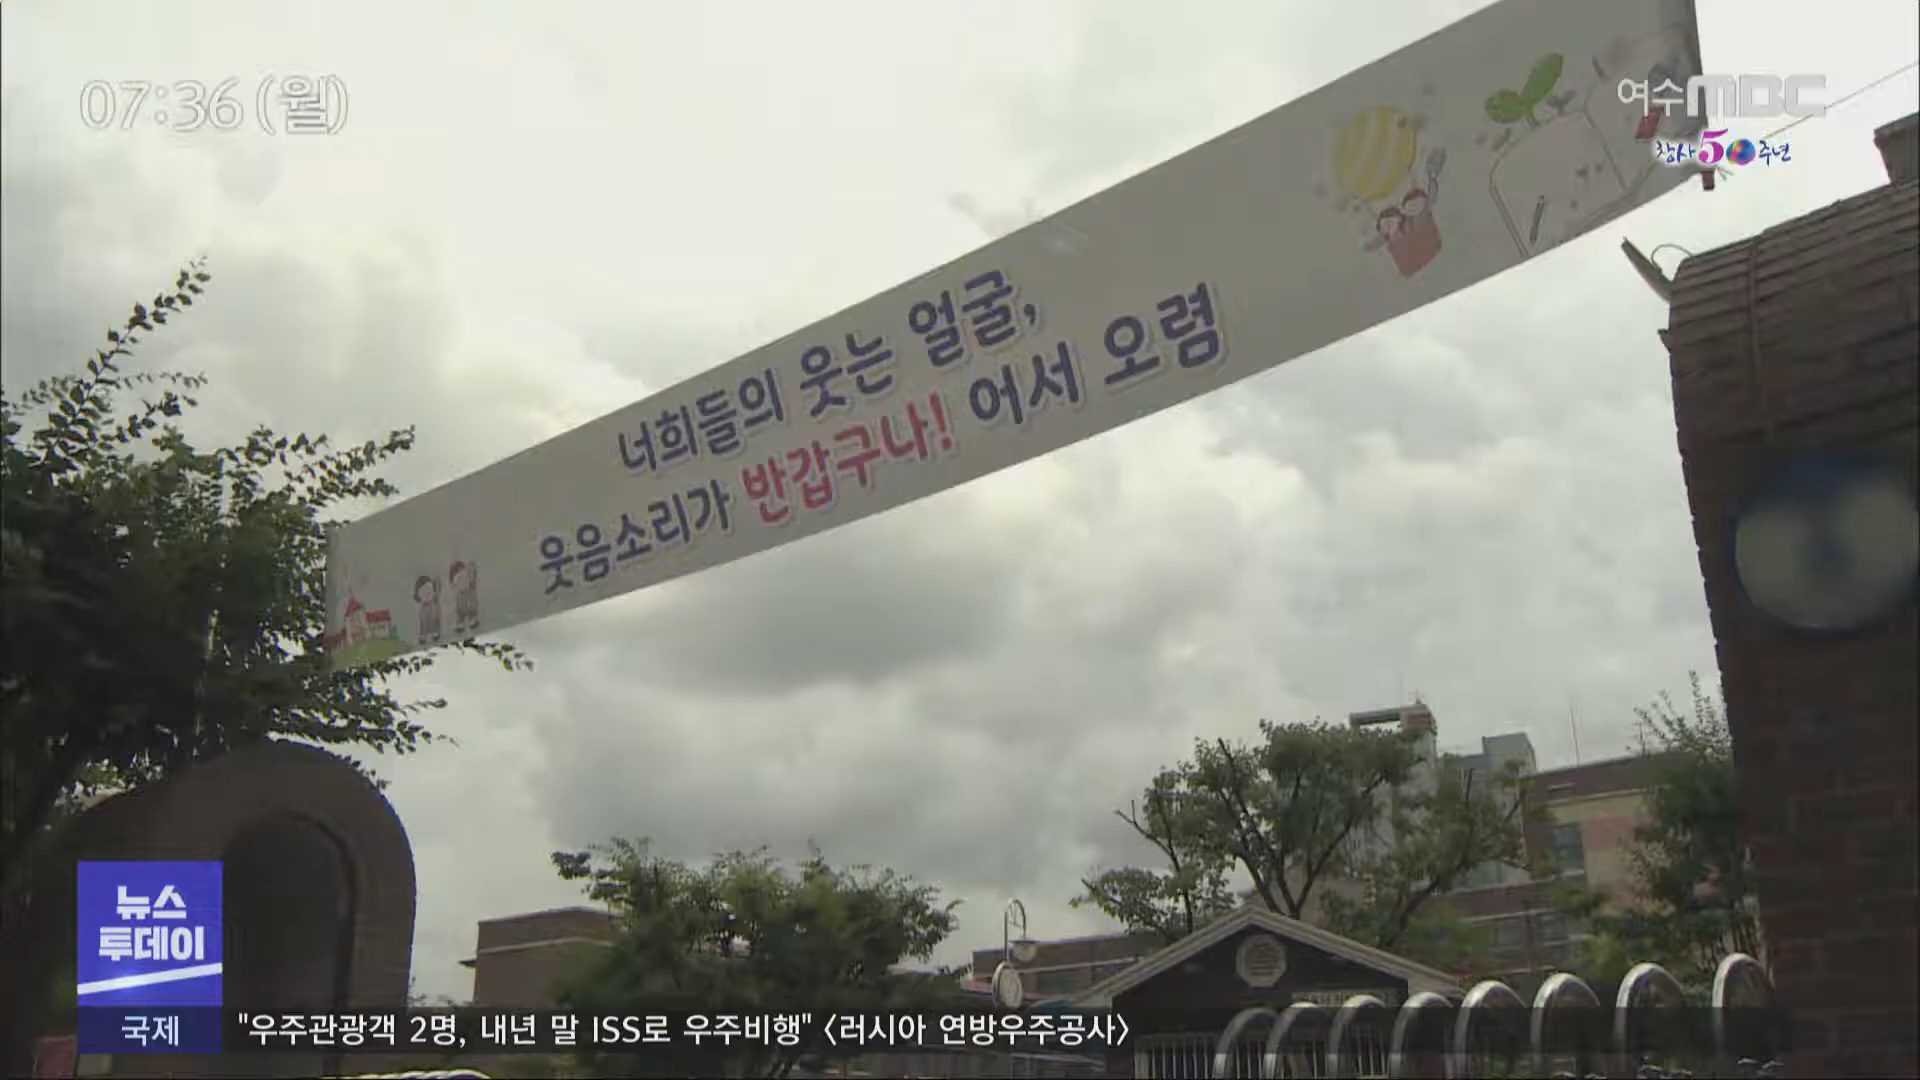 07:36 (월)
여수MBC
창사50주년
너희들의 웃는 얼굴,
웃음소리가 반갑구나! 어서 오렴
뉴스
투데이
국제 "우주관광객 2명, 내년 말 ISS로 우주비행" 〈러시아 연방우주공사〉